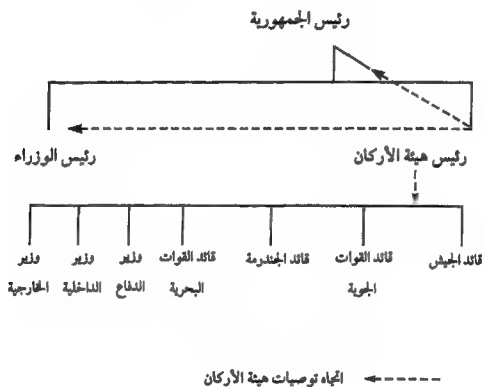 رئيس الجمهورية
رئيس هيئة الأركان
رئيس الوزراء
قائد الجيش
قائد القوات
الجوية
قائد الجندرمة
قائد القوات
البحرية
وزير
الدفاع
وزير
الداخلية
وزير
الخارجية
اتجاه توصيات هيئة الأركان